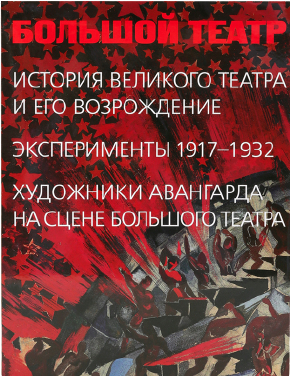 БОЛЬШОЙ ТЕАТР
ИСТОРИЯ ВЕЛИКОГО ТЕАТРА
И ЕГО ВОЗРОЖДЕНИЕ
ЭКСПЕРИМЕНТЫ 1917–1932
ХУДОЖНИКИ АВАНГАРДА
НА СЦЕНЕ БОЛЬШОГО ТЕАТРА